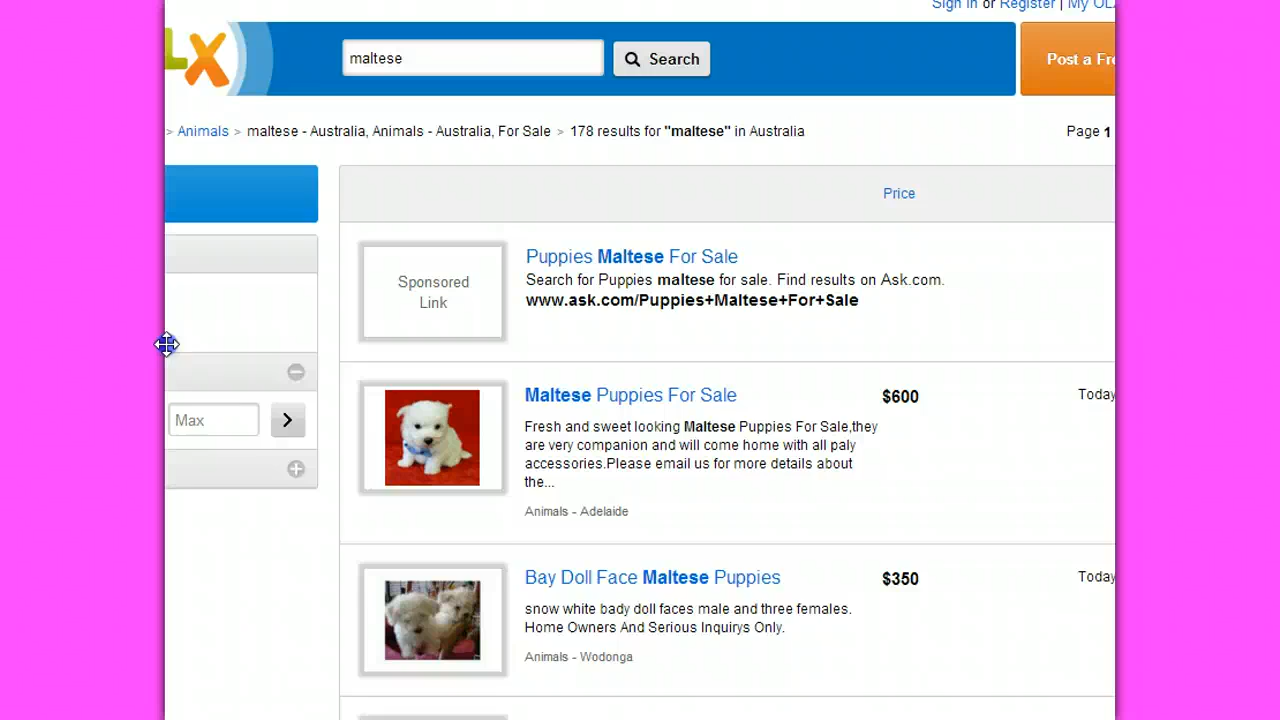 Sign In or Register | My OL
LX
maltese
Search
Post a Fre
> Animals > maltese - Australia, Animals - Australia, For Sale > 178 results for "maltese" in Australia
Page 1
Price
Sponsored
Link
Puppies Maltese For Sale
Search for Puppies maltese for sale. Find results on Ask.com.
www.ask.com/Puppies+Maltese+For+Sale
Max
Maltese Puppies For Sale
$600
Today
Fresh and sweet looking Maltese Puppies For Sale,they
are very companion and will come home with all paly
accessories.Please email us for more details about
the...
Animals - Adelaide
Bay Doll Face Maltese Puppies
$350
Today
snow white bady doll faces male and three females.
Home Owners And Serious Inquirys Only.
Animals - Wodonga